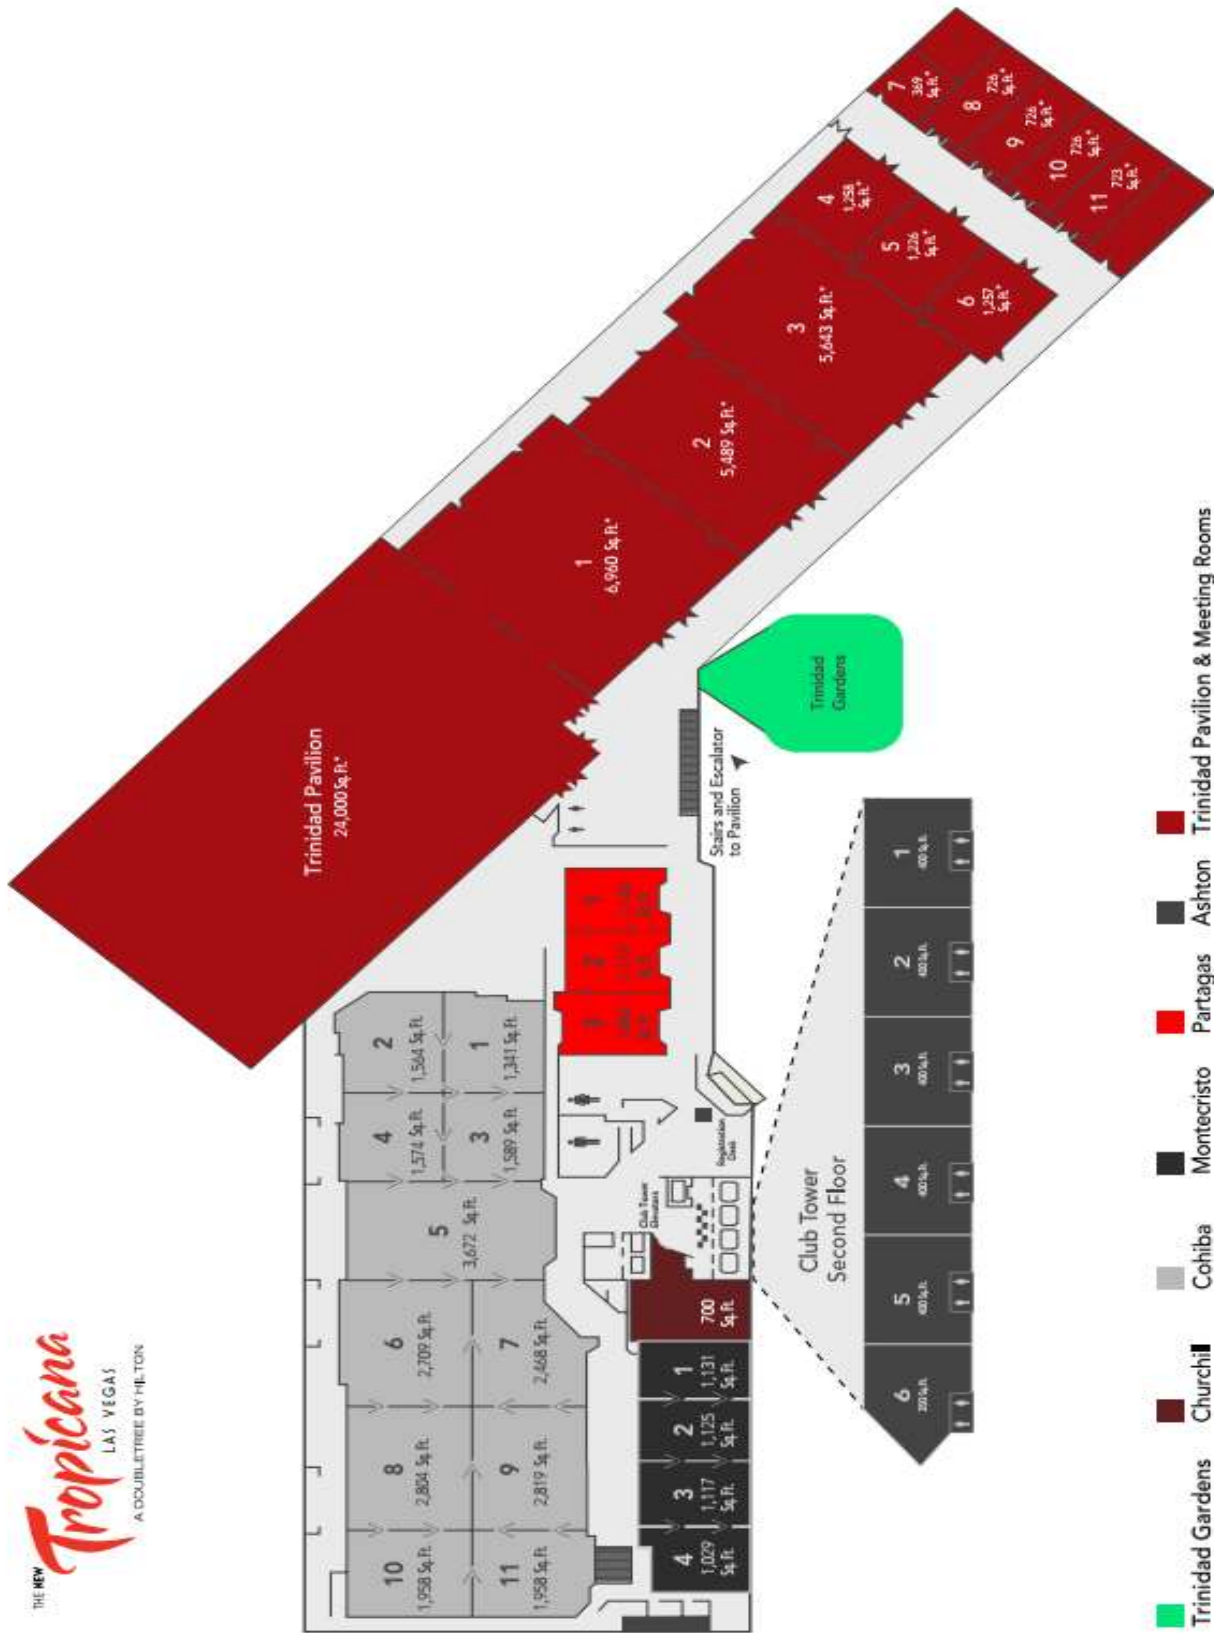 THE NEW
Tropicana
LAS VEGAS
A DOUBLETREE BY HILTON
Trinidad Pavilion
24,000 Sq.Ft.*
1
6,960 Sq.Ft.*
2
5,489 Sq.Ft.*
3
5,643 Sq.Ft.*
4
1,258
Sq.Ft.*
5
1,226
Sq.Ft.*
6
1,257
Sq.Ft.*
7
369
Sq.Ft.*
8
726
Sq.Ft.*
9
726
Sq.Ft.*
10
726
Sq.Ft.*
11
723
Sq.Ft.*
10
1,958 Sq.Ft.
8
2,804 Sq.Ft.
6
2,709 Sq.Ft.
5
3,672 Sq.Ft.
4
1,574 Sq.Ft.
2
1,564 Sq.Ft.
11
1,958 Sq.Ft.
9
2,819 Sq.Ft.
7
2,468 Sq.Ft.
3
1,589 Sq.Ft.
1
1,341 Sq.Ft.
3
2
1
4
1,029
Sq.Ft.
3
1,117
Sq.Ft.
2
1,125
Sq.Ft.
1
1,131
Sq.Ft.
700
Sq.Ft.
Club Tower
Elevators
Registration
Desk
Stairs and Escalator
to Pavilion
Trinidad
Gardens
Club Tower
Second Floor
6
Sq.Ft.
5
400 Sq.Ft.
4
400 Sq.Ft.
3
400 Sq.Ft.
2
400 Sq.Ft.
1
400 Sq.Ft.
Trinidad Gardens
Churchill
Cohiba
Montecristo
Partagas
Ashton
Trinidad Pavilion & Meeting Rooms